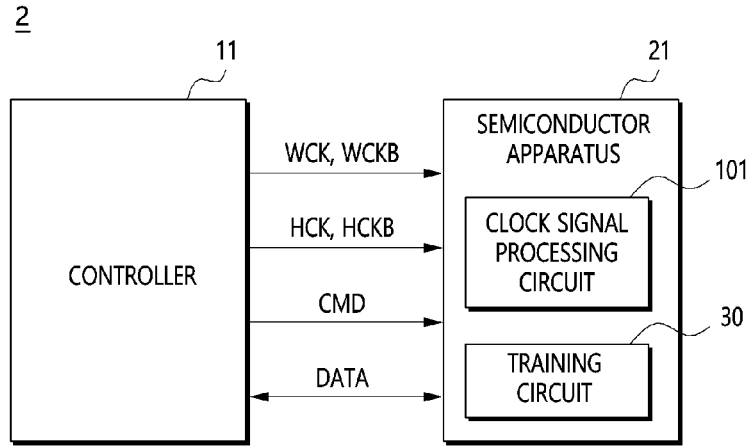 2
11
21
SEMICONDUCTOR
APPARATUS
WCK, WCKB
101
CLOCK SIGNAL
PROCESSING
CIRCUIT
HCK, HCKB
CONTROLLER
CMD
30
TRAINING
CIRCUIT
DATA